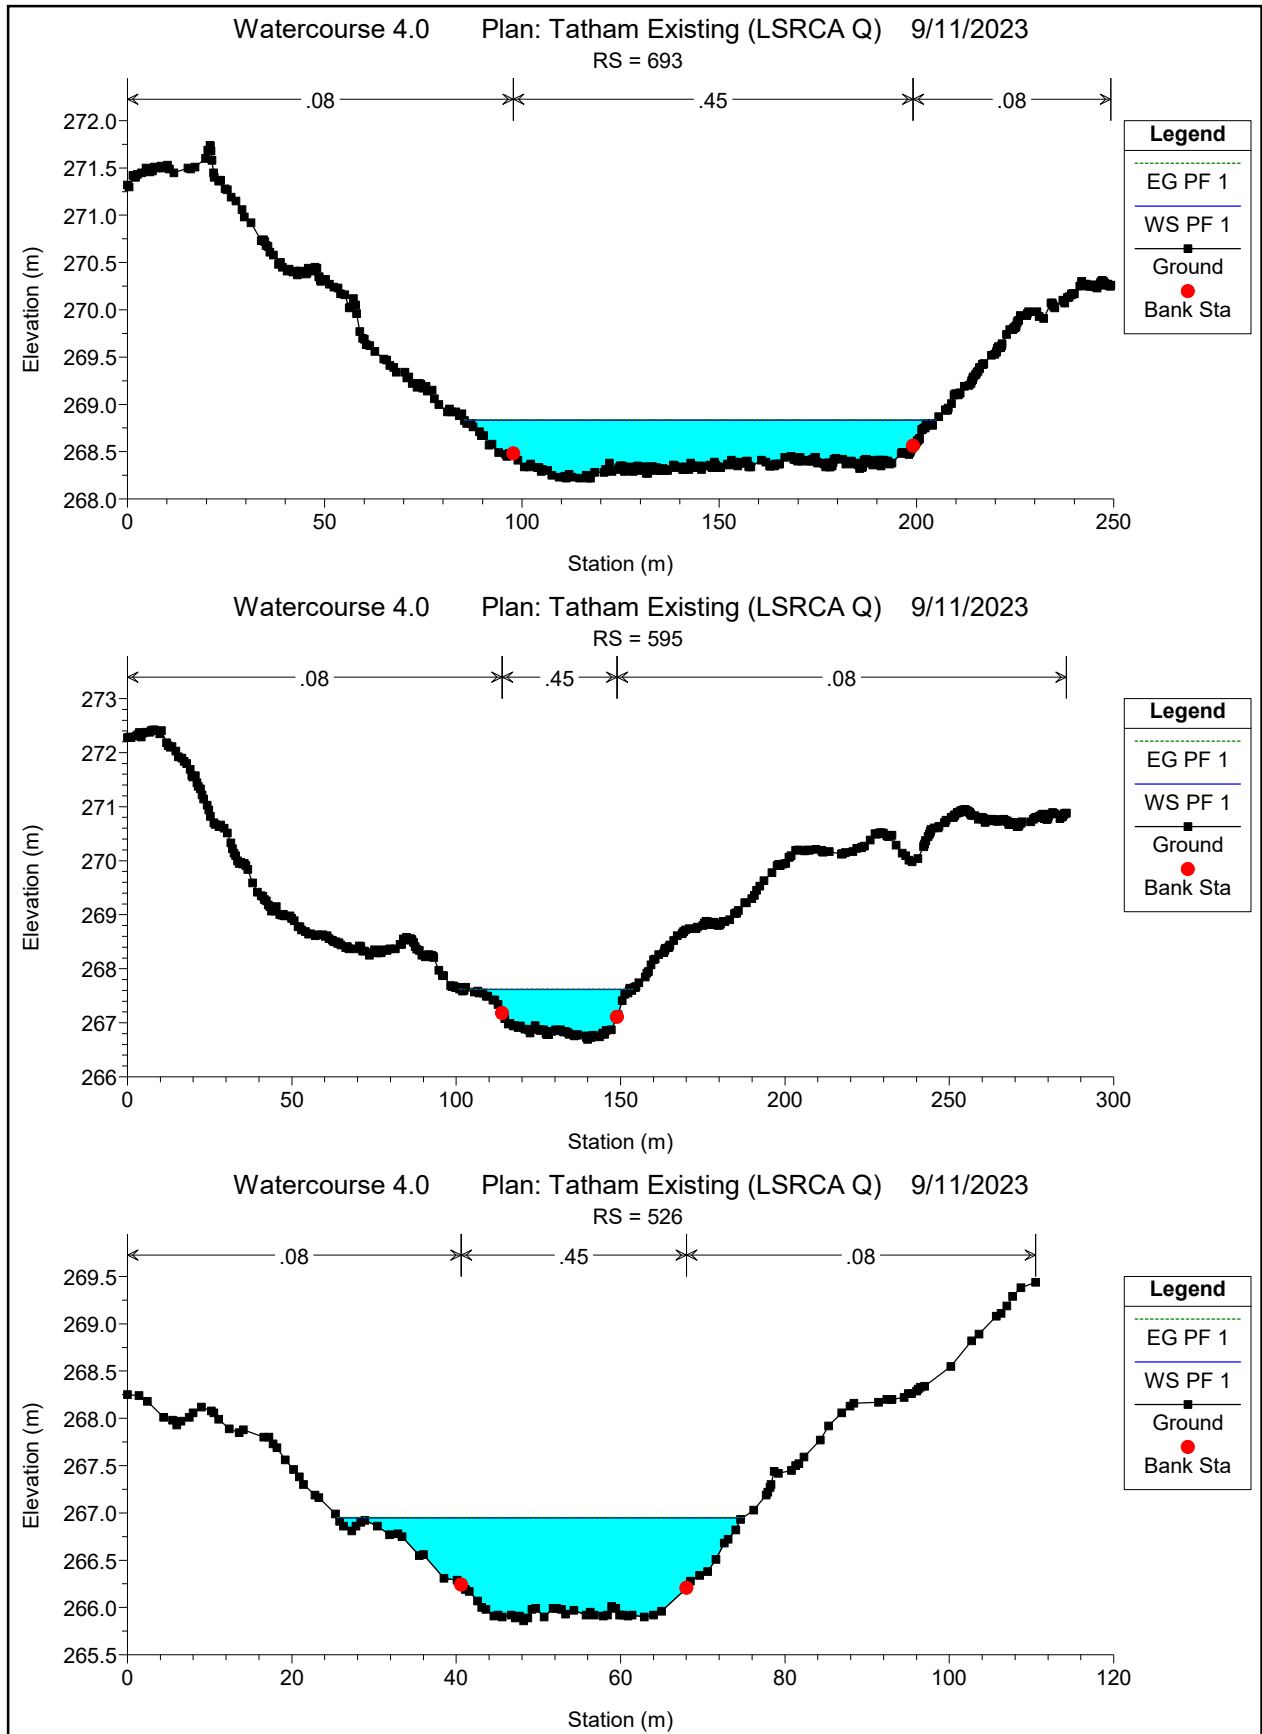 Watercourse 4.0 Plan: Tatham Existing (LSRCA Q) 9/11/2023
RS = 693
.08 .45 .08
272.0
271.5
271.0
270.5
270.0
269.5
269.0
268.5
268.0
Elevation (m)
0 50 100 150 200 250
Station (m)
Legend
EG PF 1
WS PF 1
Ground
Bank Sta
Watercourse 4.0 Plan: Tatham Existing (LSRCA Q) 9/11/2023
RS = 595
.08 .45 .08
273
272
271
270
269
268
267
266
Elevation (m)
0 50 100 150 200 250 300
Station (m)
Legend
EG PF 1
WS PF 1
Ground
Bank Sta
Watercourse 4.0 Plan: Tatham Existing (LSRCA Q) 9/11/2023
RS = 526
.08 .45 .08
269.5
269.0
268.5
268.0
267.5
267.0
266.5
266.0
265.5
Elevation (m)
0 20 40 60 80 100 120
Station (m)
Legend
EG PF 1
WS PF 1
Ground
Bank Sta